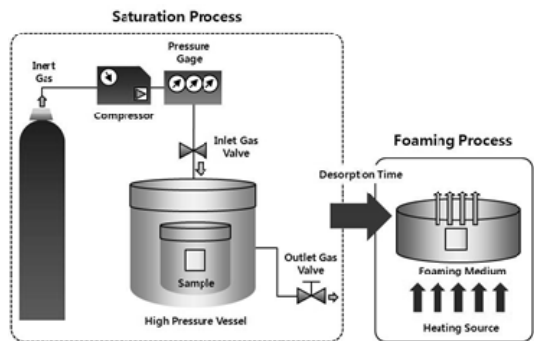 Saturation Process
Pressure
Gage
Inert
Gas
Compressor
Inlet Gas
Valve
Sample
Outlet Gas
Valve
High Pressure Vessel
Desorption Time
Foaming Process
Foaming Medium
Heating Source